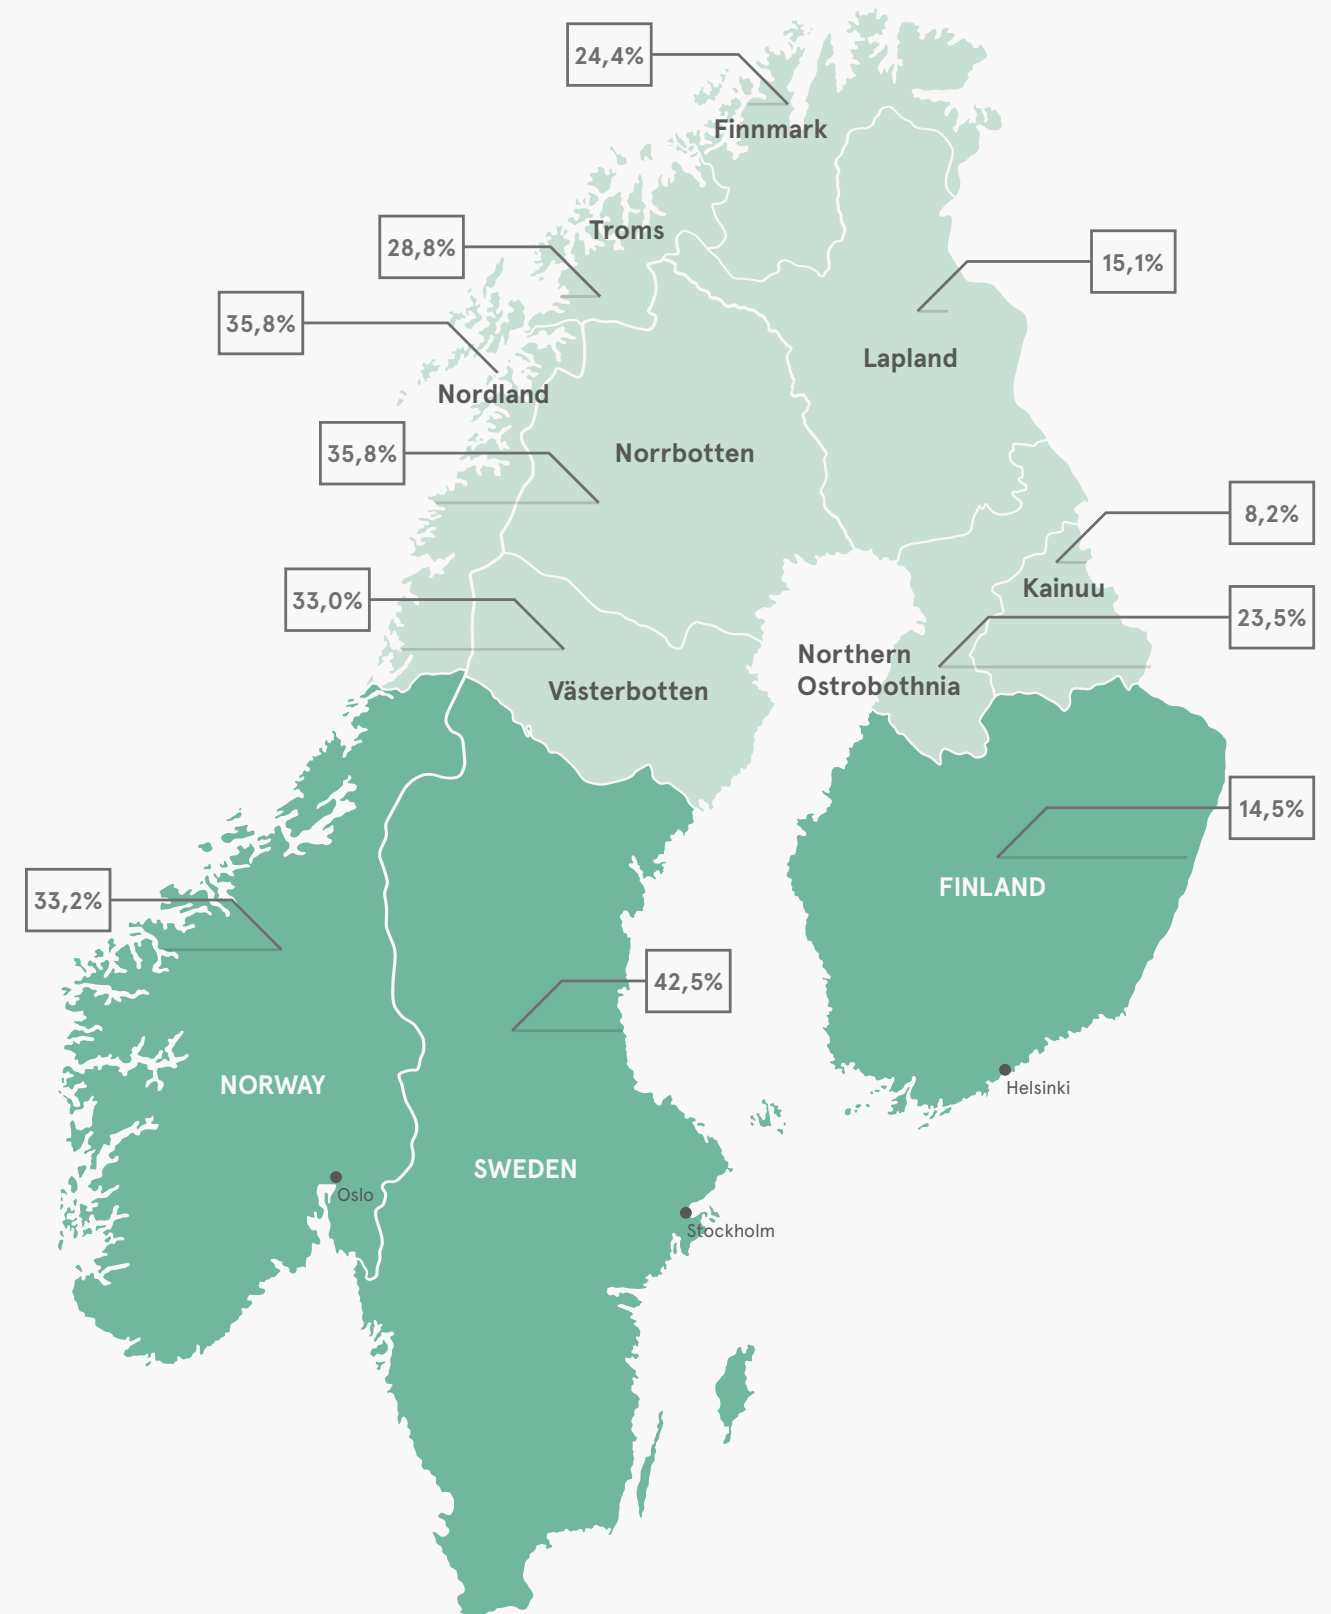 24,4%
Finnmark
Troms
28,8%
15,1%
35,8%
Lapland
Nordland
35,8%
Norrbotten
8,2%
Kainuu
33,0%
23,5%
Northern
Ostrobothnia
Västerbotten
14,5%
FINLAND
33,2%
42,5%
NORWAY
Helsinki
SWEDEN
Oslo
Stockholm